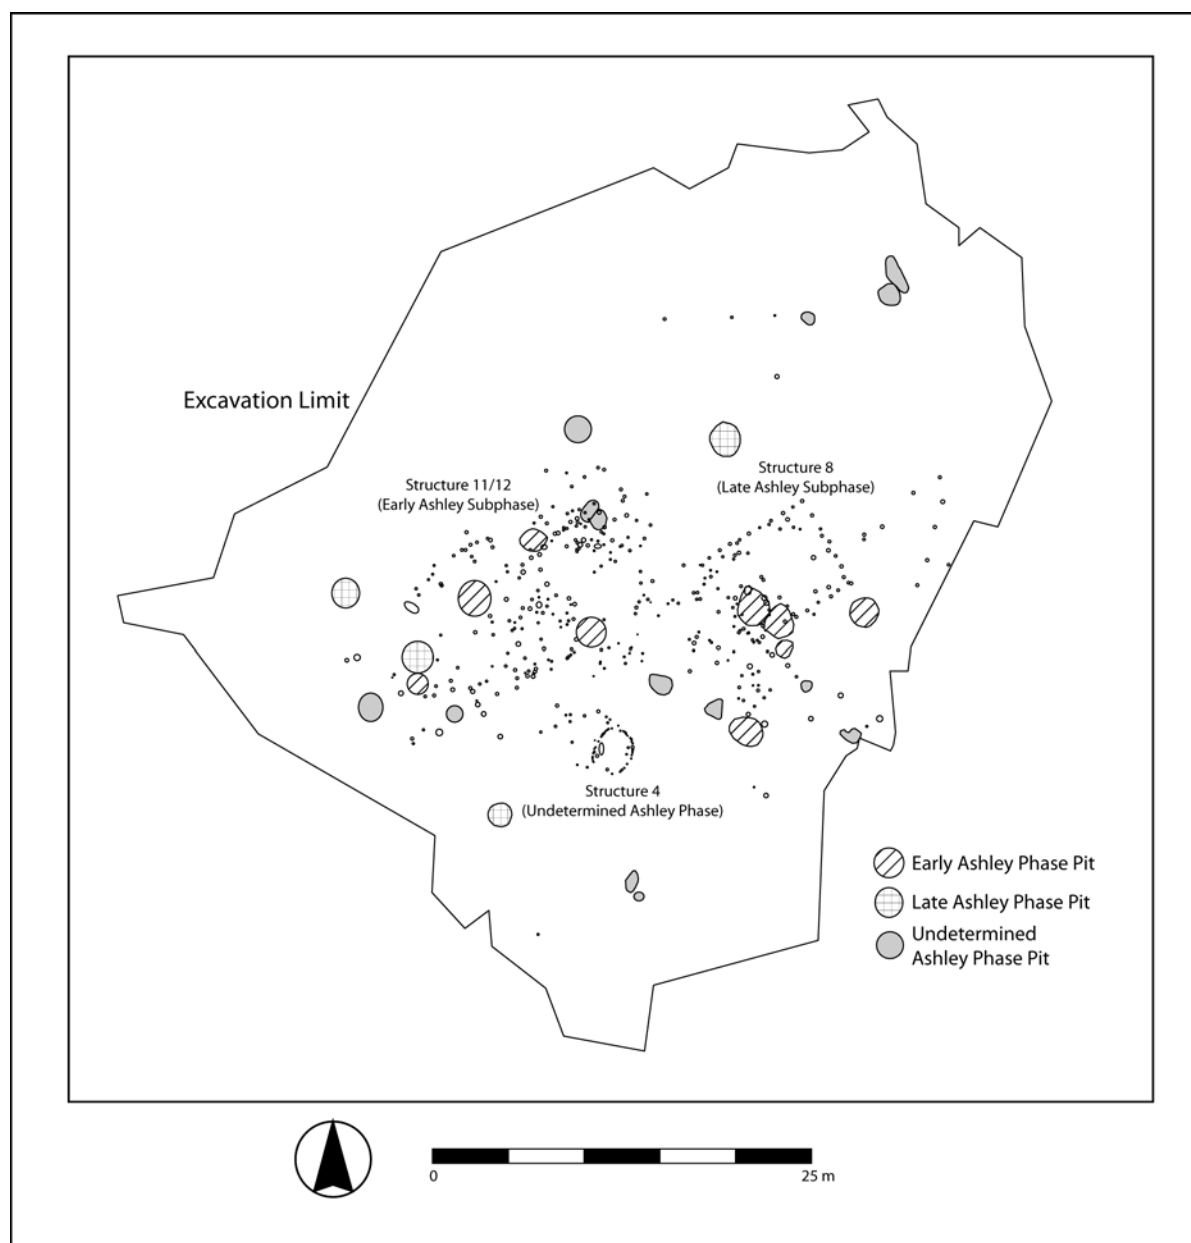 Excavation Limit
Structure 11/12
(Early Ashley Subphase)
Structure 8
(Late Ashley Subphase)
Structure 4
(Undetermined Ashley Phase)
Early Ashley Phase Pit
Late Ashley Phase Pit
Undetermined
Ashley Phase Pit
0
25 m